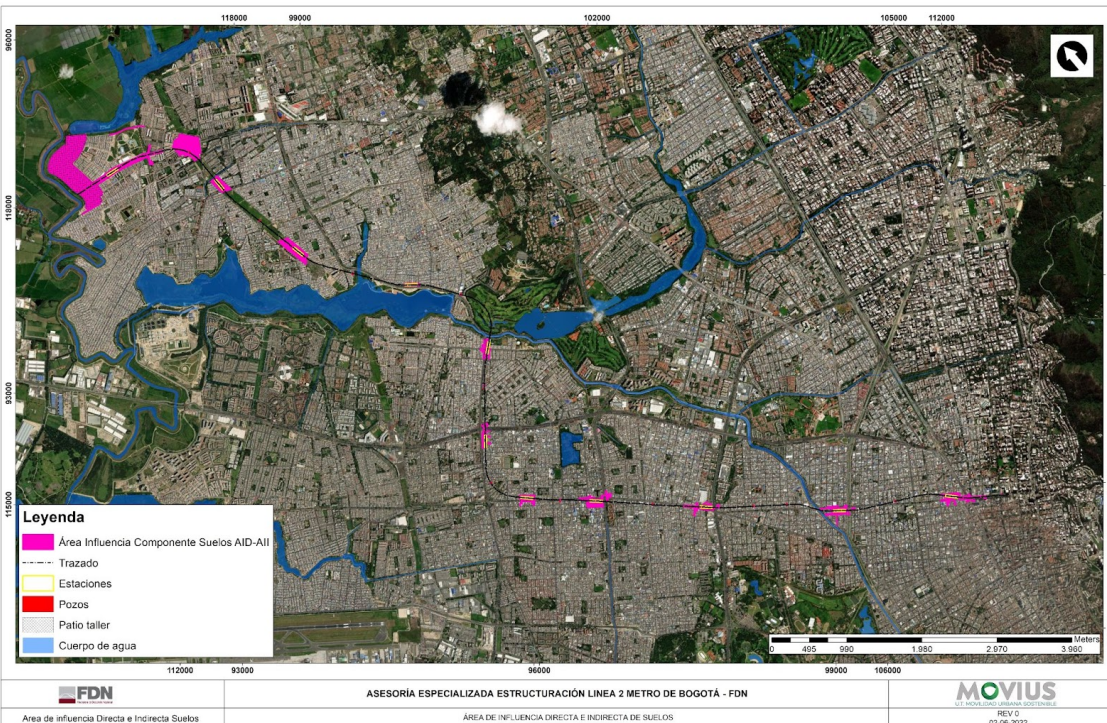 118000 99000 102000 105000 112000
96000
118000
93000
115000
Leyenda
Área Influencia Componente Suelos AID-AII
Trazado
Estaciones
Pozos
Patio taller
Cuerpo de agua
Meters
0 495 990 1.980 2.970 3.960
112000 93000 96000 99000 106000
FDN
Area de influencia Directa e Indirecta Suelos
ASESORÍA ESPECIALIZADA ESTRUCTURACIÓN LINEA 2 METRO DE BOGOTÁ - FDN
ÁREA DE INFLUENCIA DIRECTA E INDIRECTA DE SUELOS
MOVIUS
U.T. MOVILIDAD URBANA SOSTENIBLE
REV 0